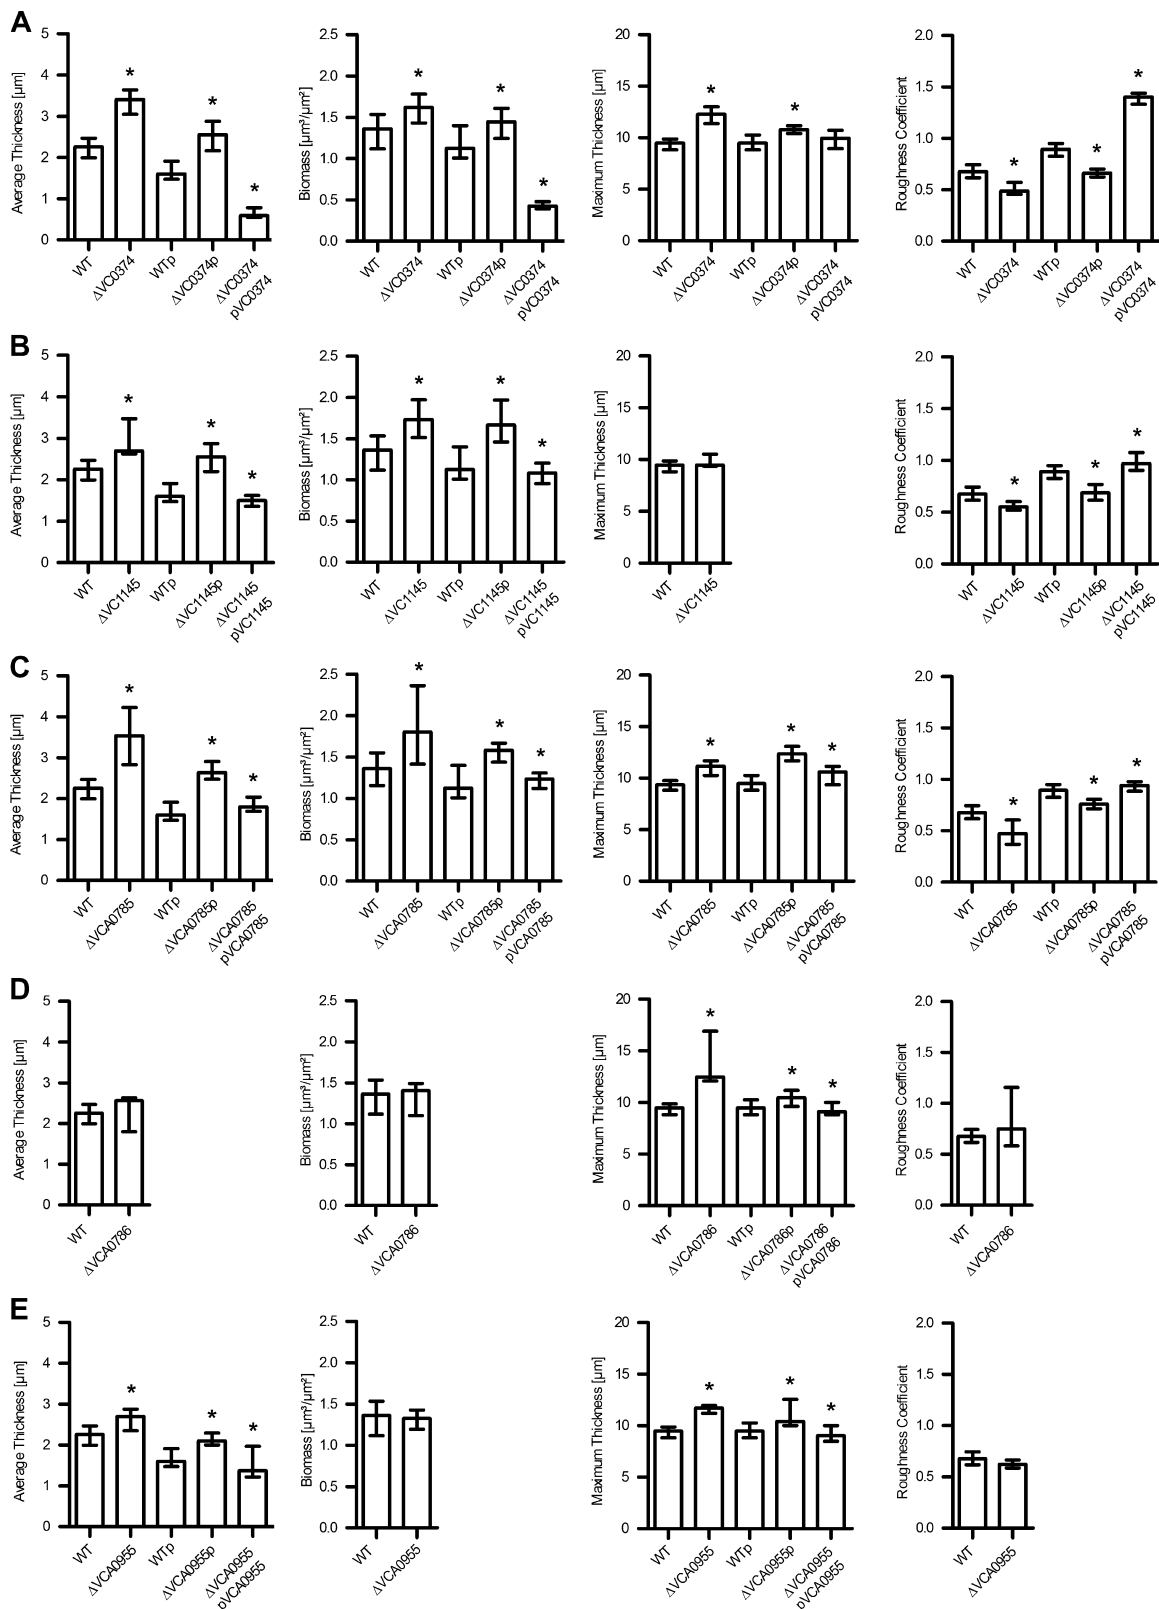 A
Average Thickness [μm]
5
4
3
2
1
0
*
*
*
WT
ΔVC0374
WTp
ΔVC0374p
ΔVC0374
pVC0374
Biomass [μm³/μm²]
2.5
2.0
1.5
1.0
0.5
0.0
*
*
*
WT
ΔVC0374
WTp
ΔVC0374p
ΔVC0374
pVC0374
Maximum Thickness [μm]
20
15
10
5
0
*
*
WT
ΔVC0374
WTp
ΔVC0374p
ΔVC0374
pVC0374
Roughness Coefficient
2.0
1.5
1.0
0.5
0.0
*
*
*
WT
ΔVC0374
WTp
ΔVC0374p
ΔVC0374
pVC0374
B
Average Thickness [μm]
5
4
3
2
1
0
*
*
*
WT
ΔVC1145
WTp
ΔVC1145p
ΔVC1145
pVC1145
Biomass [μm³/μm²]
2.5
2.0
1.5
1.0
0.5
0.0
*
*
*
WT
ΔVC1145
WTp
ΔVC1145p
ΔVC1145
pVC1145
Maximum Thickness [μm]
20
15
10
5
0
WT
ΔVC1145
Roughness Coefficient
2.0
1.5
1.0
0.5
0.0
*
*
*
WT
ΔVC1145
WTp
ΔVC1145p
ΔVC1145
pVC1145
C
Average Thickness [μm]
5
4
3
2
1
0
*
*
*
WT
ΔVCA0785
WTp
ΔVCA0785p
ΔVCA0785
pVCA0785
Biomass [μm³/μm²]
2.5
2.0
1.5
1.0
0.5
0.0
*
*
*
WT
ΔVCA0785
WTp
ΔVCA0785p
ΔVCA0785
pVCA0785
Maximum Thickness [μm]
20
15
10
5
0
*
*
*
WT
ΔVCA0785
WTp
ΔVCA0785p
ΔVCA0785
pVCA0785
Roughness Coefficient
2.0
1.5
1.0
0.5
0.0
*
*
*
WT
ΔVCA0785
WTp
ΔVCA0785p
ΔVCA0785
pVCA0785
D
Average Thickness [μm]
5
4
3
2
1
0
WT
ΔVCA0786
Biomass [μm³/μm²]
2.5
2.0
1.5
1.0
0.5
0.0
WT
ΔVCA0786
Maximum Thickness [μm]
20
15
10
5
0
*
*
*
WT
ΔVCA0786
WTp
ΔVCA0786p
ΔVCA0786
pVCA0786
Roughness Coefficient
2.0
1.5
1.0
0.5
0.0
WT
ΔVCA0786
E
Average Thickness [μm]
5
4
3
2
1
0
*
*
*
WT
ΔVCA0955
WTp
ΔVCA0955p
ΔVCA0955
pVCA0955
Biomass [μm³/μm²]
2.5
2.0
1.5
1.0
0.5
0.0
WT
ΔVCA0955
Maximum Thickness [μm]
20
15
10
5
0
*
*
*
WT
ΔVCA0955
WTp
ΔVCA0955p
ΔVCA0955
pVCA0955
Roughness Coefficient
2.0
1.5
1.0
0.5
0.0
WT
ΔVCA0955